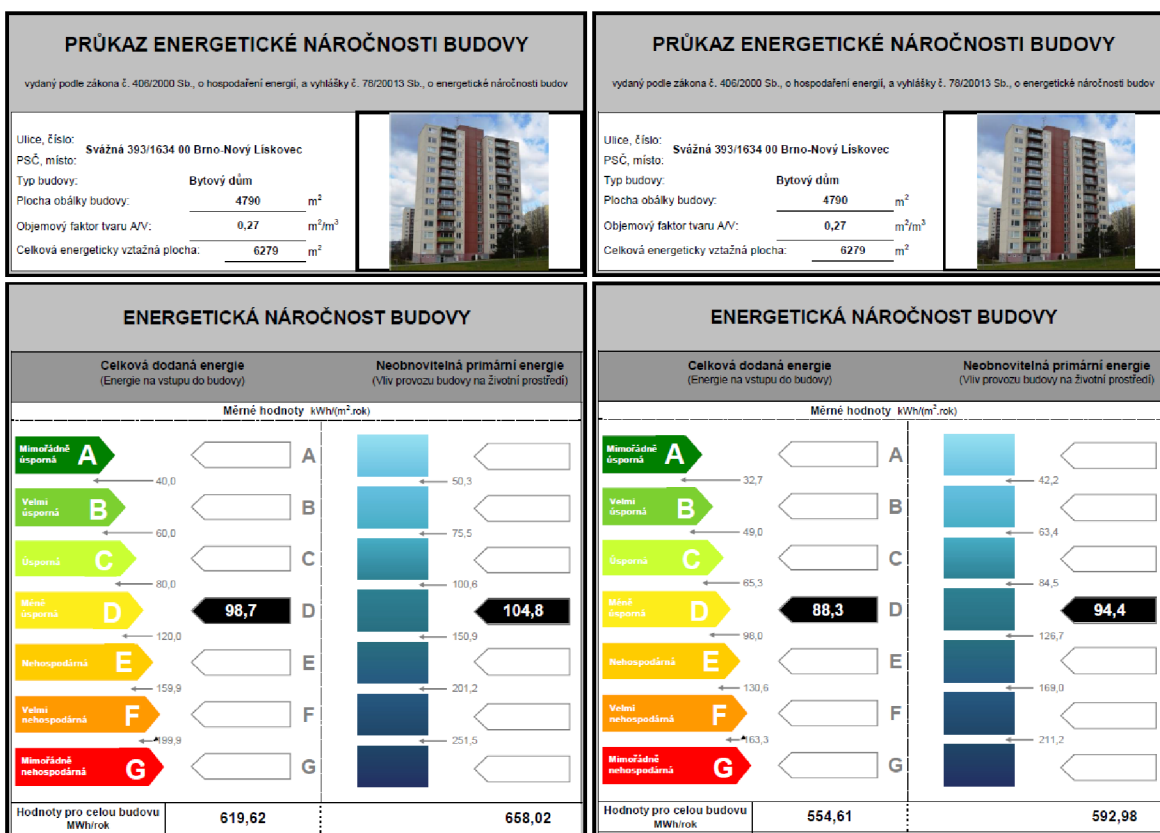 PRŮKAZ ENERGETICKÉ NÁROČNOSTI BUDOVY
vydaný podle zákona č. 406/2000 Sb., o hospodaření energií, a vyhlášky č. 78/20013 Sb., o energetické náročnosti budov
Ulice, číslo:
Svážná 393/1634 00 Brno-Nový Lískovec
PSČ, místo:
Typ budovy: Bytový dům
Plocha obálky budovy: 4790 m²
Objemový faktor tvaru A/V: 0,27 m²/m³
Celková energeticky vztažná plocha: 6279 m²
ENERGETICKÁ NÁROČNOST BUDOVY
Celková dodaná energie Neobnovitelná primární energie
(Energie na vstupu do budovy) (Vliv provozu budovy na životní prostředí)
Měrné hodnoty kWh/(m².rok)
Mimořádně úsporná A A
40,0 50,3
Velmi úsporná B B
60,0 75,5
Úsporná C C
80,0 100,6
Méně úsporná D 98,7 D 104,8
120,0 150,9
Nehospodárná E E
159,9 201,2
Velmi nehospodárná F F
199,9 251,5
Mimořádně nehospodárná G G
Hodnoty pro celou budovu MWh/rok 619,62 658,02
PRŮKAZ ENERGETICKÉ NÁROČNOSTI BUDOVY
vydaný podle zákona č. 406/2000 Sb., o hospodaření energií, a vyhlášky č. 78/20013 Sb., o energetické náročnosti budov
Ulice, číslo:
Svážná 393/1634 00 Brno-Nový Lískovec
PSČ, místo:
Typ budovy: Bytový dům
Plocha obálky budovy: 4790 m²
Objemový faktor tvaru A/V: 0,27 m²/m³
Celková energeticky vztažná plocha: 6279 m²
ENERGETICKÁ NÁROČNOST BUDOVY
Celková dodaná energie Neobnovitelná primární energie
(Energie na vstupu do budovy) (Vliv provozu budovy na životní prostředí)
Měrné hodnoty kWh/(m².rok)
Mimořádně úsporná A A
32,7 42,2
Velmi úsporná B B
49,0 63,4
Úsporná C C
65,3 84,5
Méně úsporná D 88,3 D 94,4
98,0 126,7
Nehospodárná E E
130,6 169,0
Velmi nehospodárná F F
163,3 211,2
Mimořádně nehospodárná G G
Hodnoty pro celou budovu MWh/rok 554,61 592,98